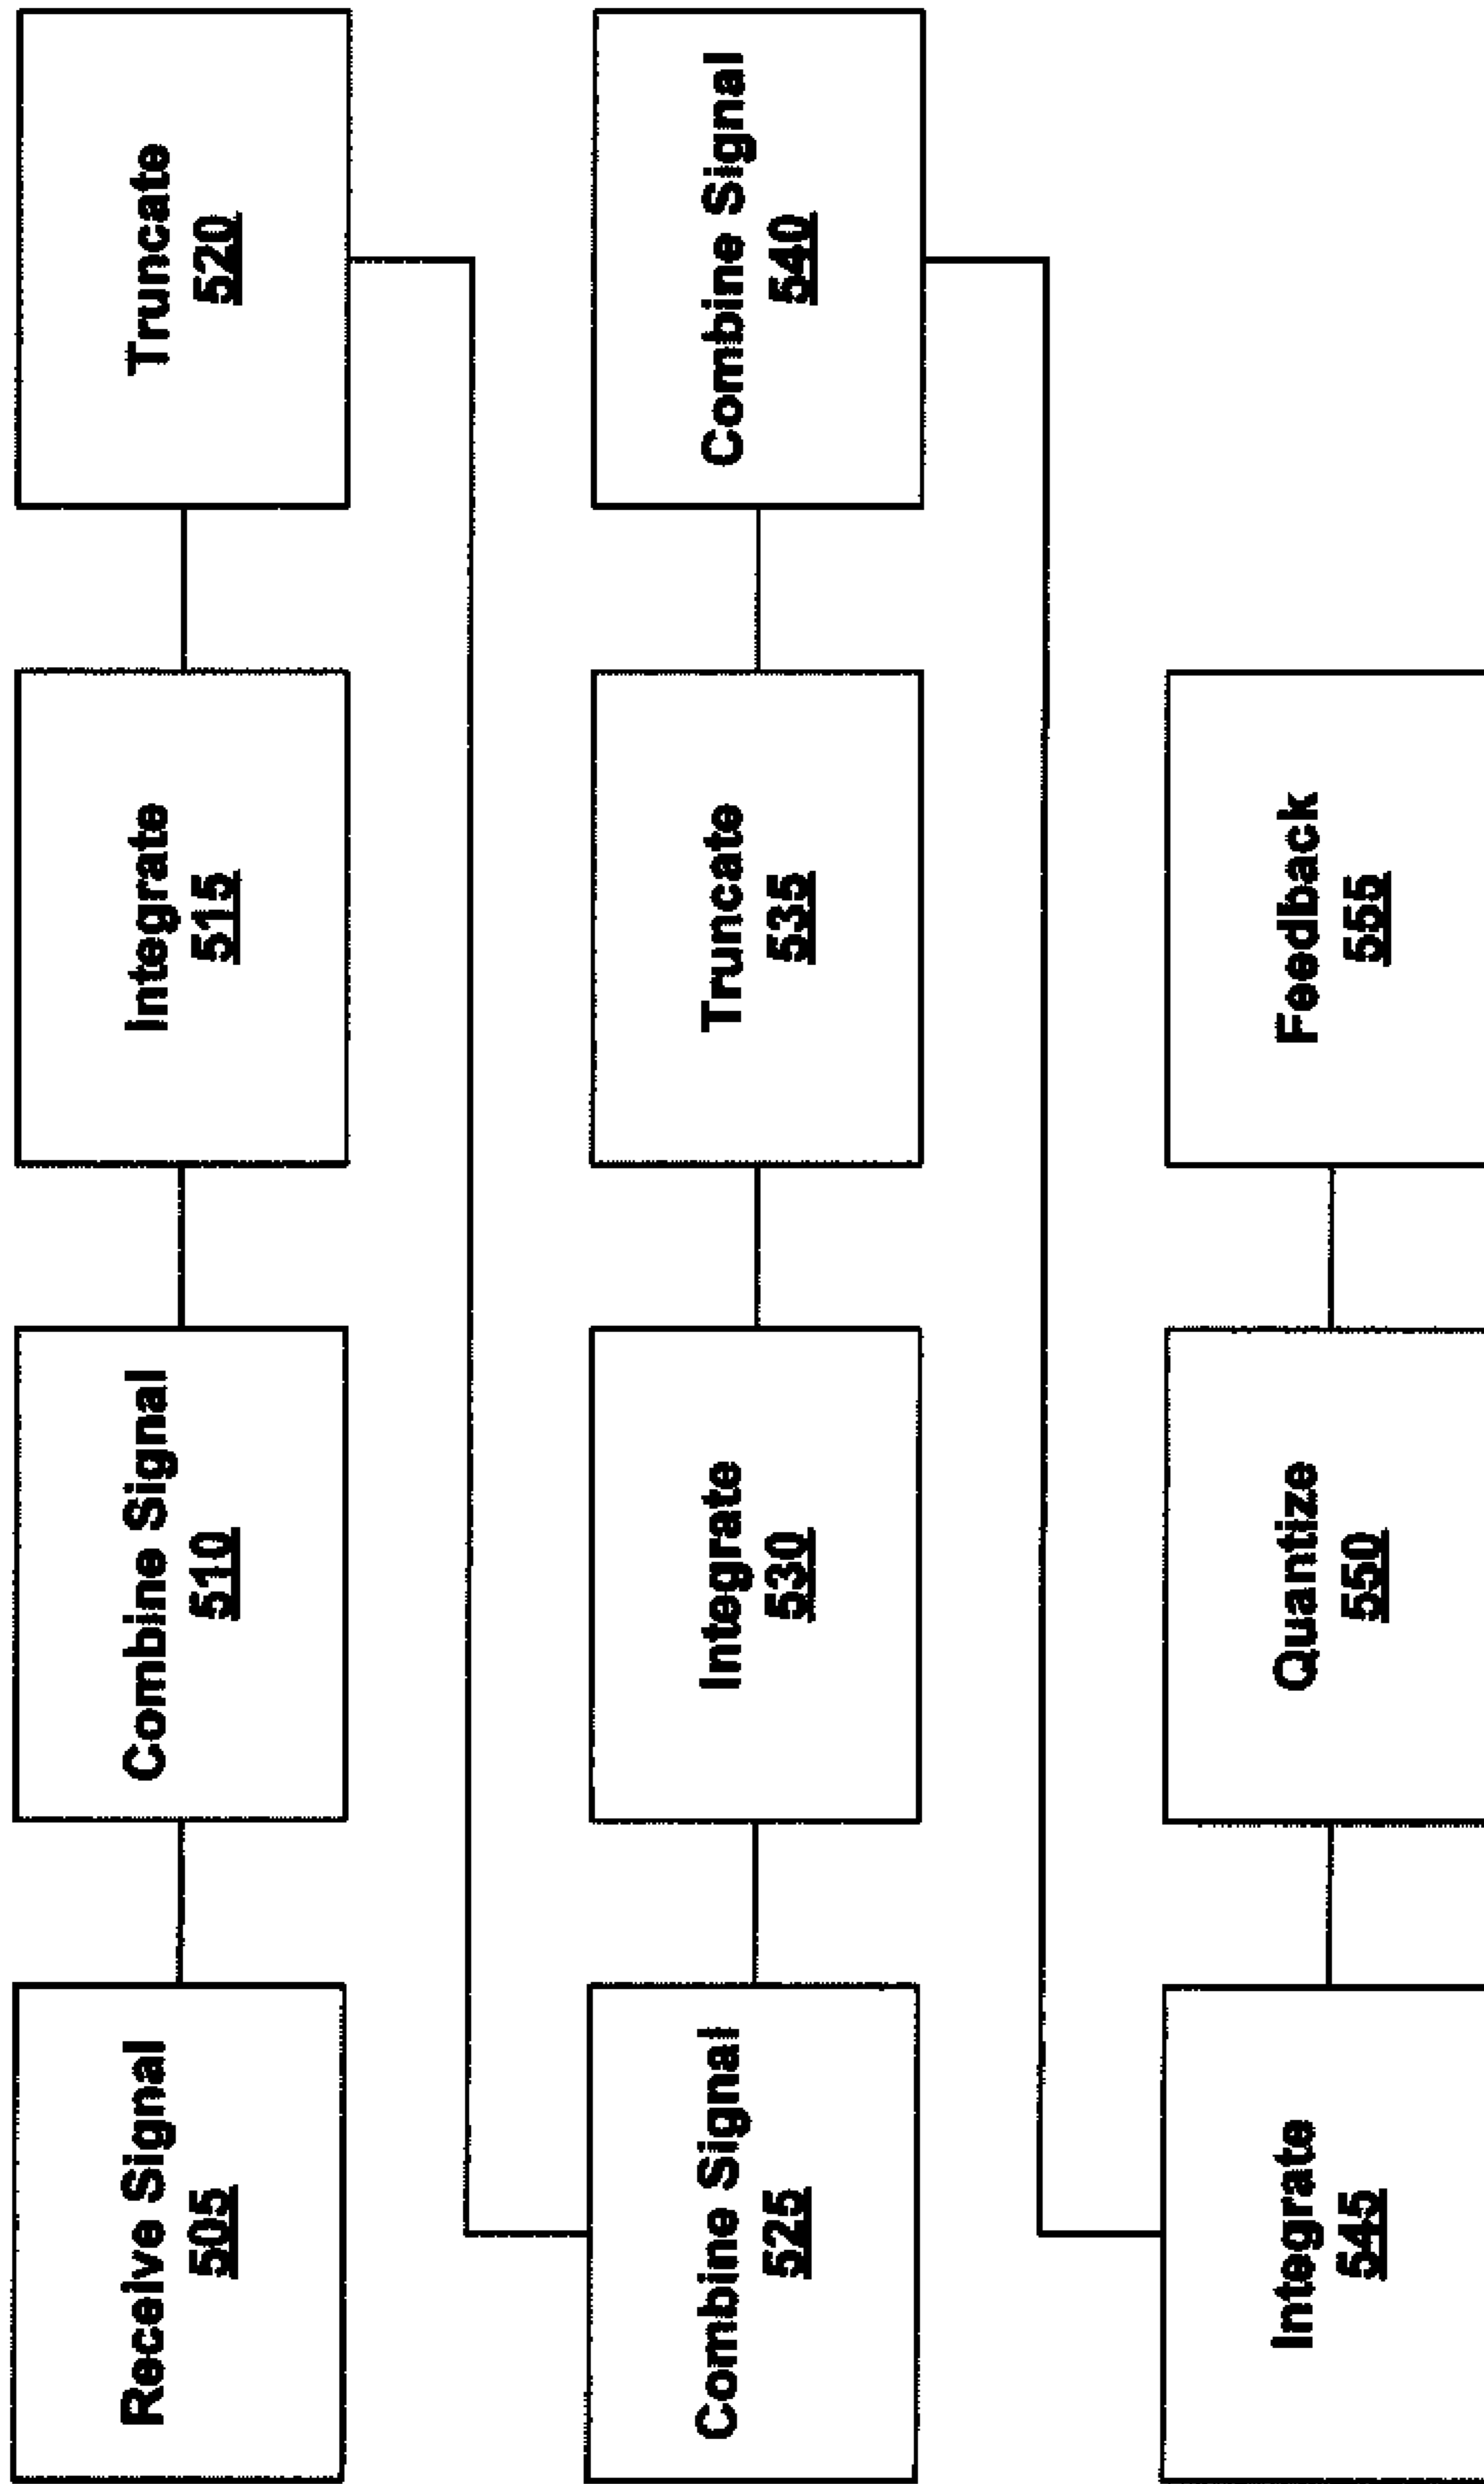 Receive Signal
505
Combine Signal
510
Integrate
515
Truncate
520
Combine Signal
525
Integrate
530
Truncate
535
Combine Signal
540
Integrate
545
Quantize
550
Feedback
555